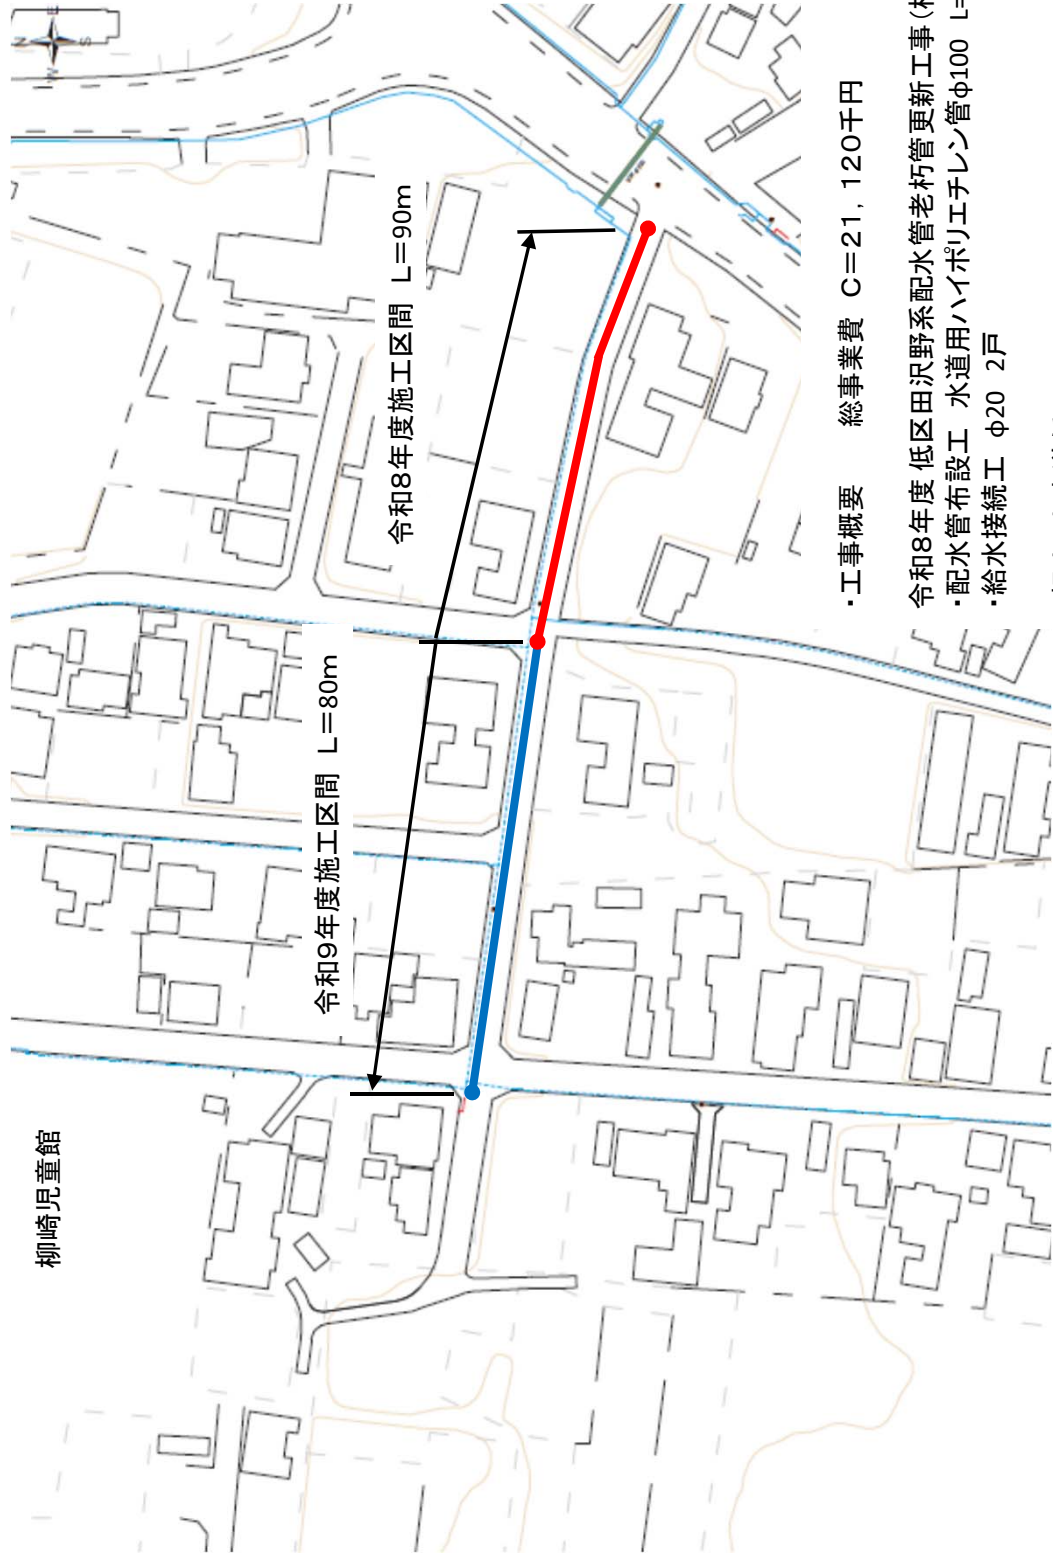 N
E
W
S
柳崎児童館
令和9年度施工区間 L=80m
令和8年度施工区間 L=90m
・工事概要 総事業費 C=21,120千円
令和8年度 低区田沢野系配水管老朽管更新工事(
・配水管布設工 水道用ハイポリエチレン管φ100 L=
・給水接続工 φ20 2戸